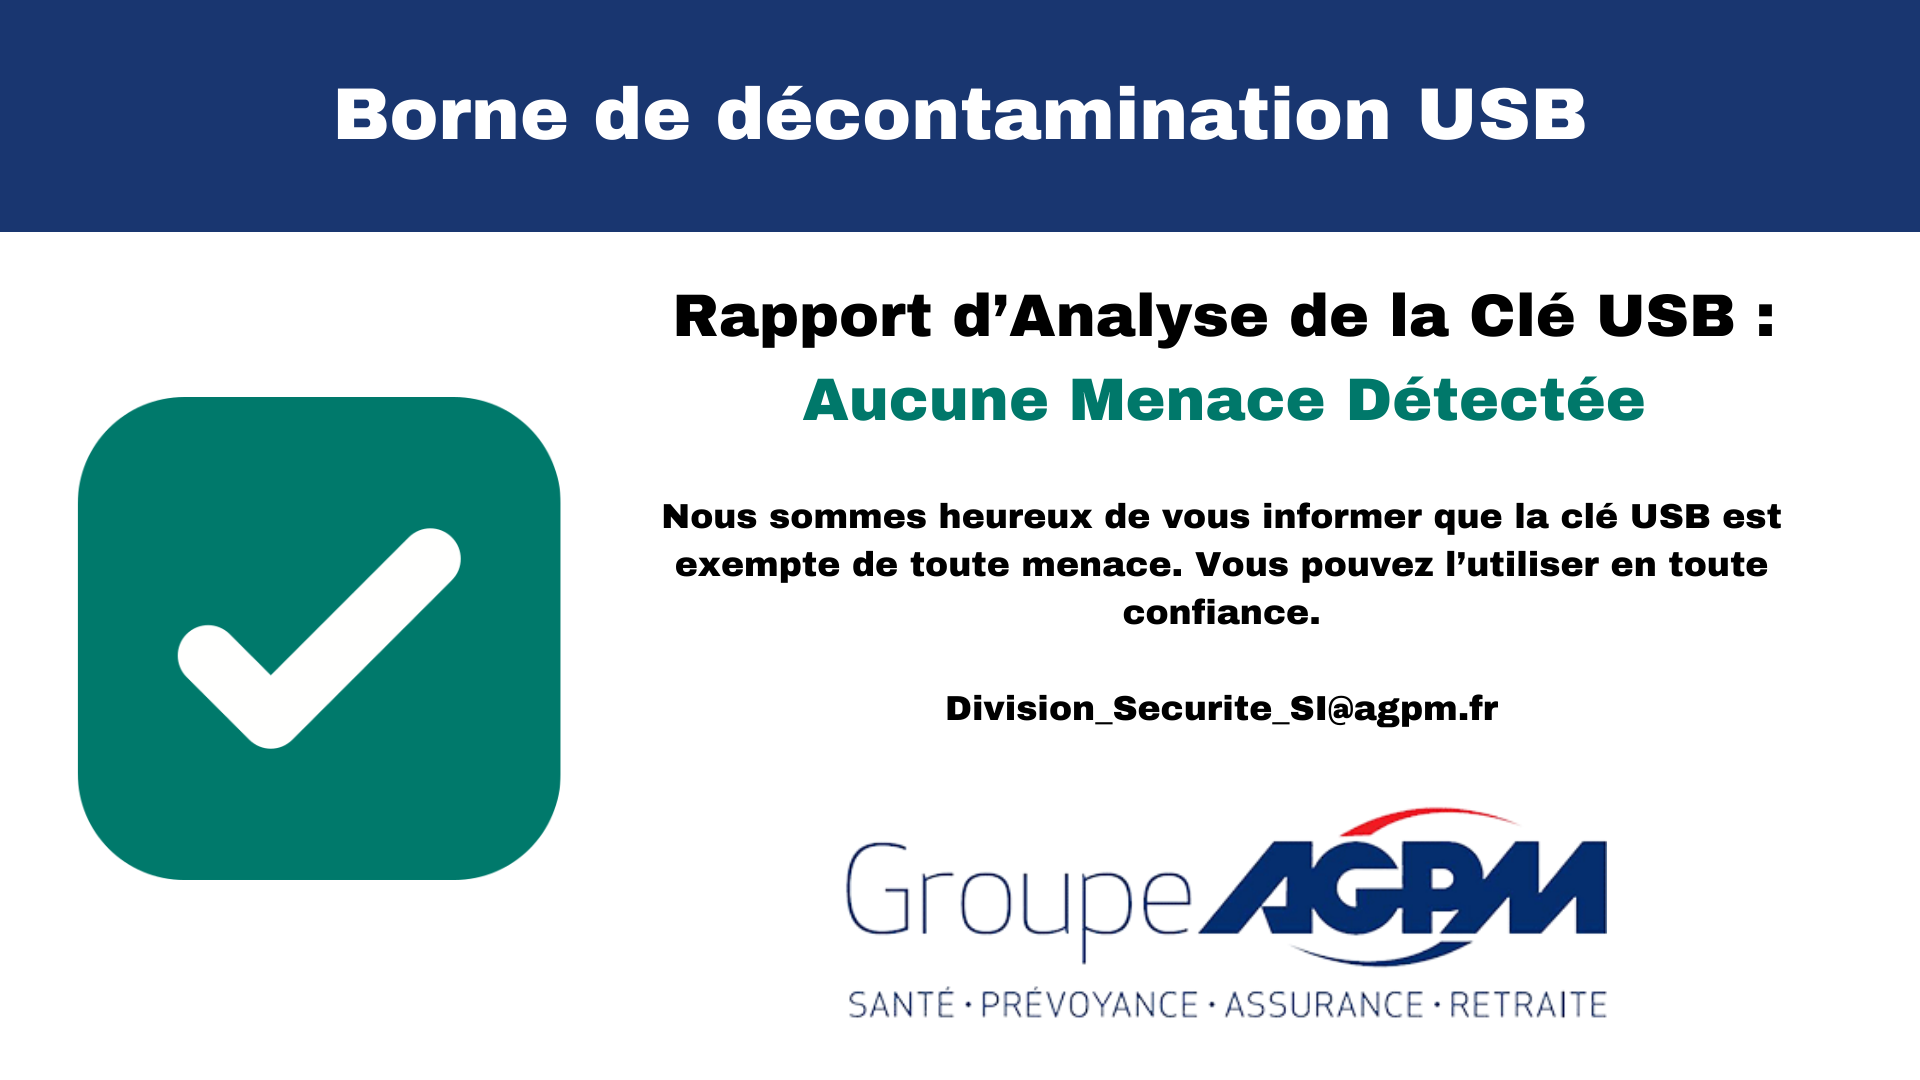 Borne de décontamination USB
Rapport d’Analyse de la Clé USB :
Aucune Menace Détectée
Nous sommes heureux de vous informer que la clé USB est
exempte de toute menace. Vous pouvez l’utiliser en toute
confiance.
Division_Securite_SI@agpm.fr
Groupe AGPM
SANTÉ • PRÉVOYANCE • ASSURANCE • RETRAITE